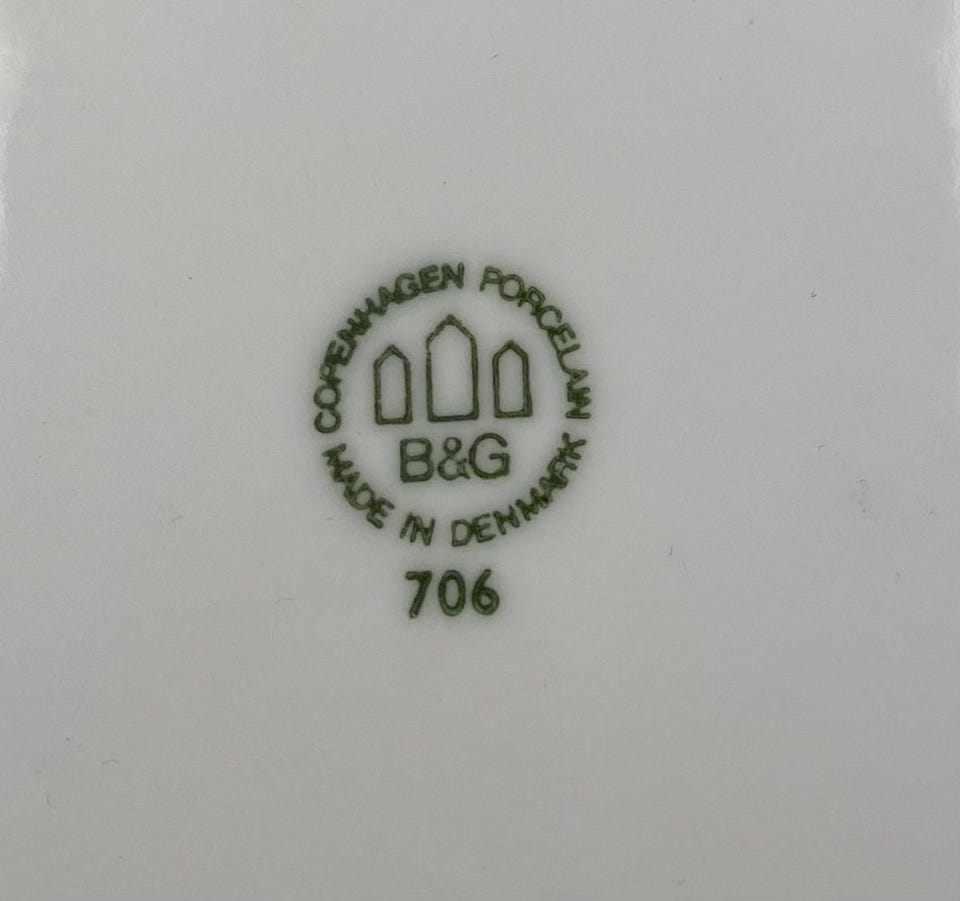 COPENHAGEN PORCELAIN
B&G
MADE IN DENMARK
706